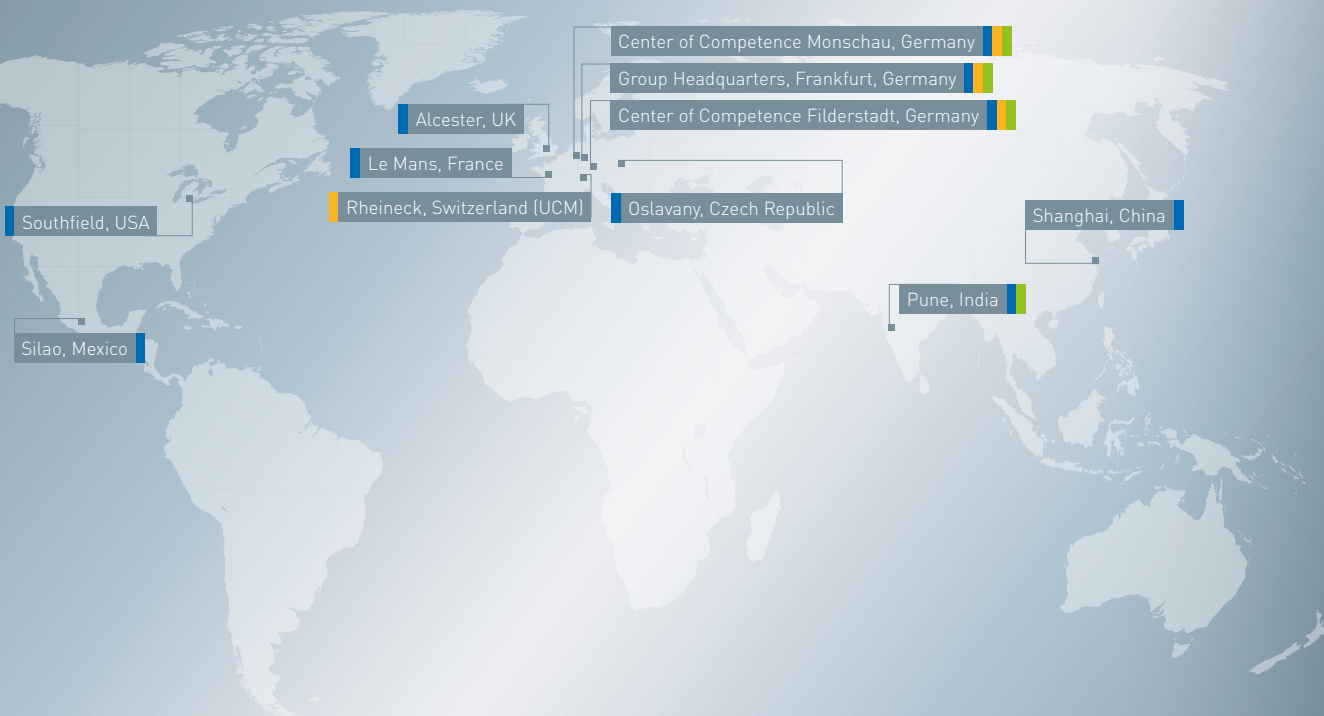 Center of Competence Monschau, Germany
Group Headquarters, Frankfurt, Germany
Center of Competence Filderstadt, Germany
Alcester, UK
Le Mans, France
Rheineck, Switzerland (UCM)
Oslavany, Czech Republic
Southfield, USA
Shanghai, China
Pune, India
Silao, Mexico